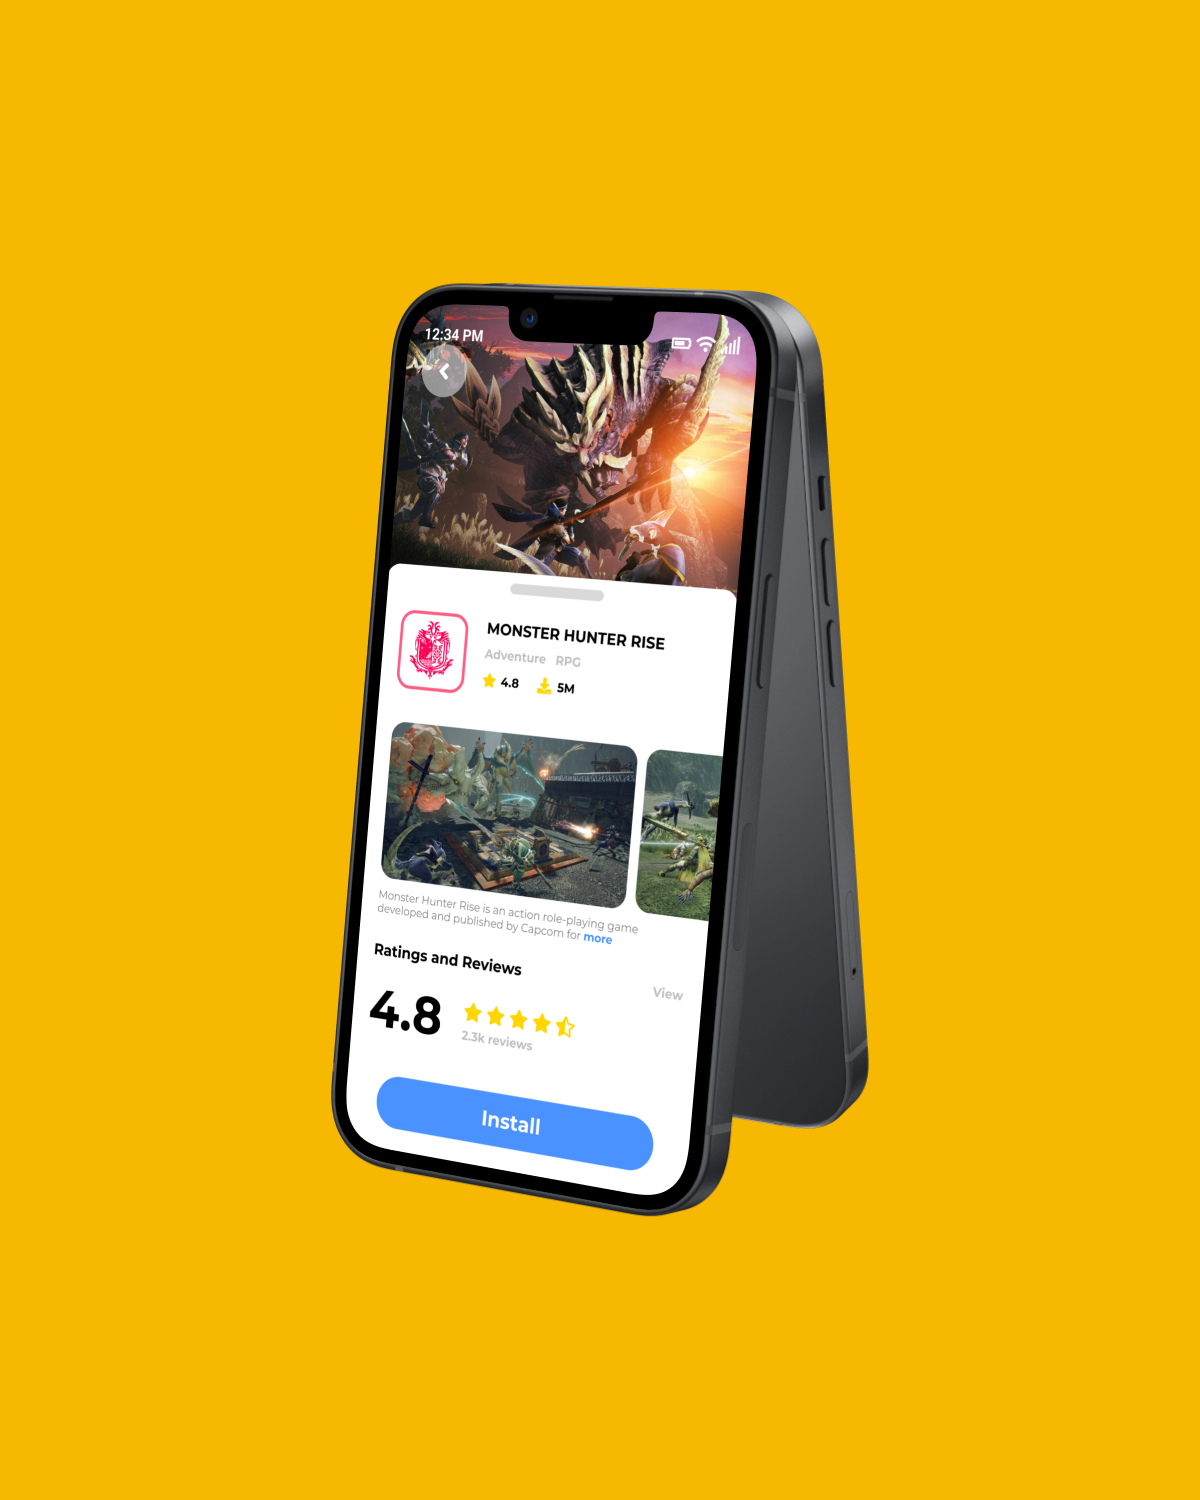 12:34 PM
MONSTER HUNTER RISE
Adventure RPG
4.8 5M
Monster Hunter Rise is an action role-playing game
developed and published by Capcom for more
Ratings and Reviews
View
4.8
2.3k reviews
Install